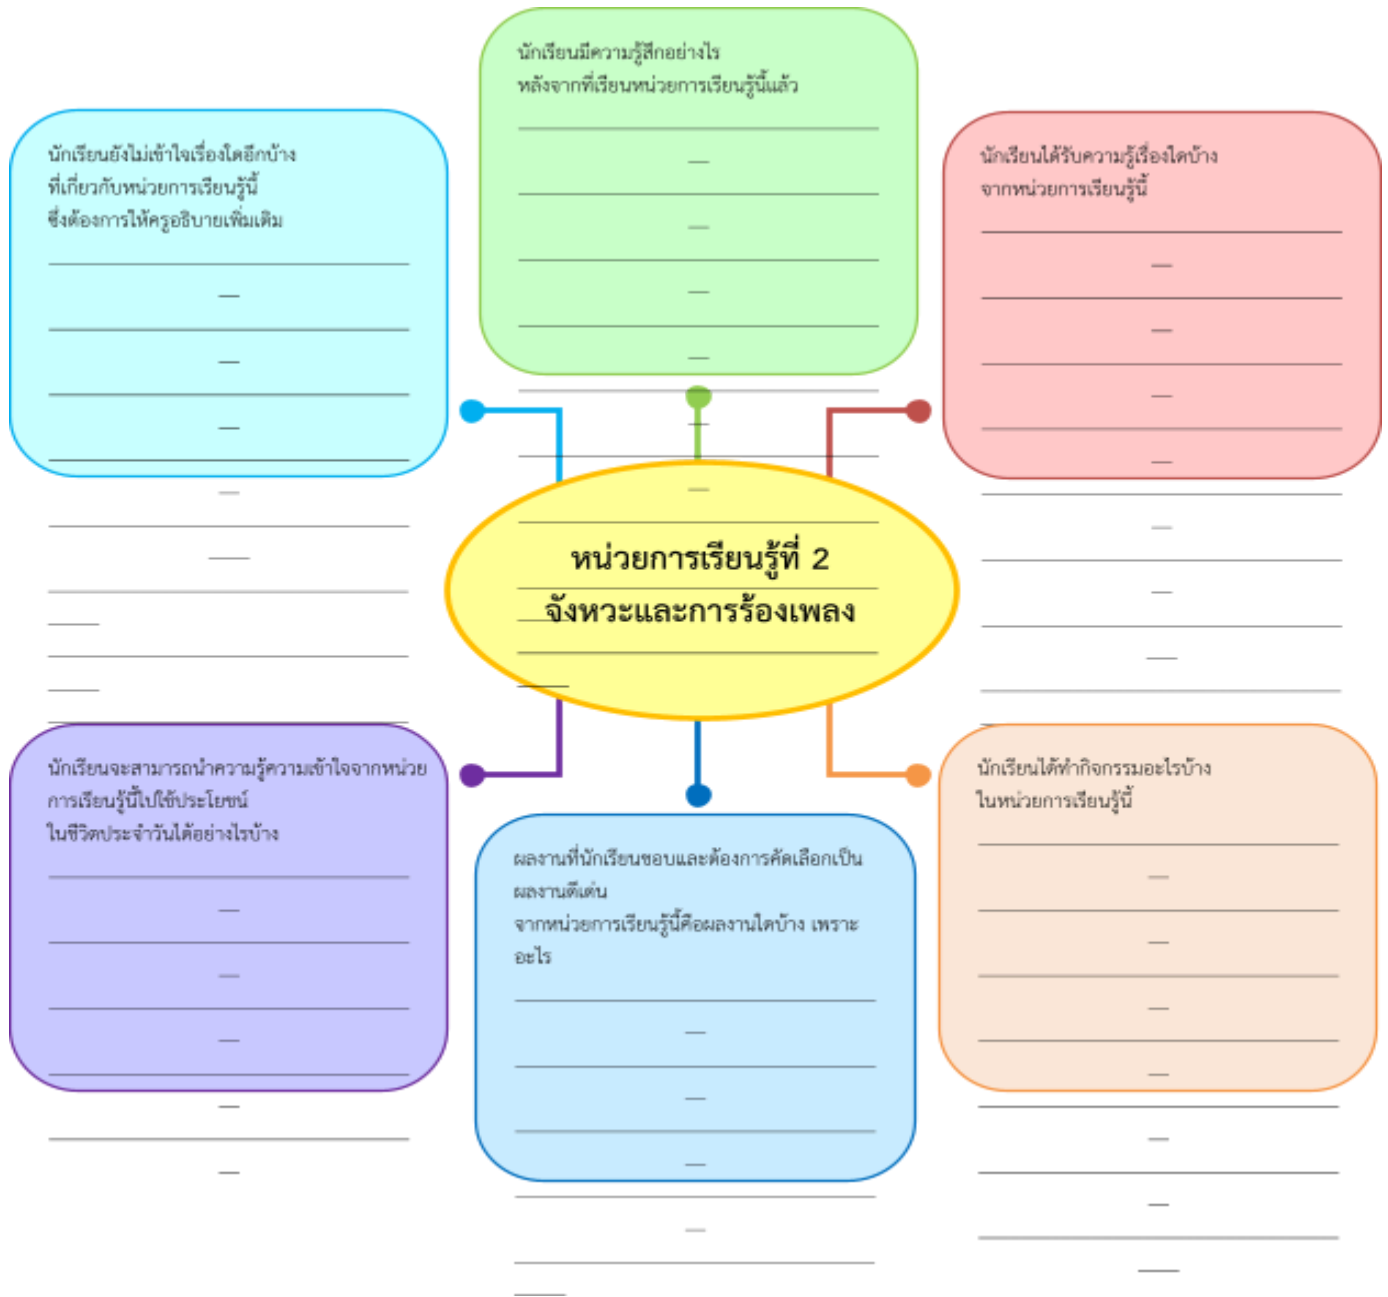 นักเรียนมีความรู้สึกอย่างไร
หลังจากที่เรียนหน่วยการเรียนรู้นี้แล้ว
นักเรียนยังไม่เข้าใจเรื่องใดอีกบ้าง
ที่เกี่ยวกับหน่วยการเรียนรู้นี้
ซึ่งต้องการให้ครูอธิบายเพิ่มเติม
นักเรียนได้รับความรู้เรื่องใดบ้าง
จากหน่วยการเรียนรู้นี้
หน่วยการเรียนรู้ที่ 2
จังหวะและการร้องเพลง
นักเรียนจะสามารถนำความรู้ความเข้าใจจากหน่วย
การเรียนรู้นี้ไปใช้ประโยชน์
ในชีวิตประจำวันได้อย่างไรบ้าง
ผลงานที่นักเรียนชอบและต้องการคัดเลือกเป็น
ผลงานดีเด่น
จากหน่วยการเรียนรู้นี้คือผลงานใดบ้าง เพราะ
อะไร
นักเรียนได้ทำกิจกรรมอะไรบ้าง
ในหน่วยการเรียนรู้นี้